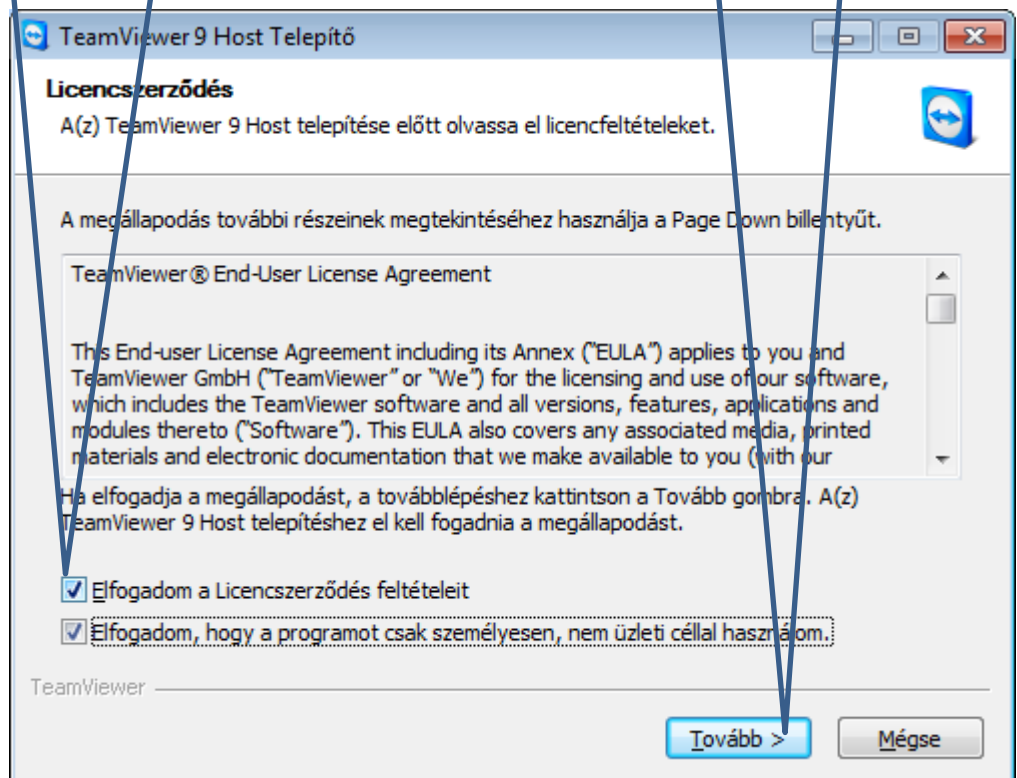 TeamViewer 9 Host Telepítő
Licencszerződés
A(z) TeamViewer 9 Host telepítése előtt olvassa el licencfeltételeket.
A megállapodás további részeinek megtekintéséhez használja a Page Down billentyűt.
TeamViewer® End-User License Agreement
This End-user License Agreement including its Annex ("EULA") applies to you and
TeamViewer GmbH ("TeamViewer" or "We") for the licensing and use of our software,
which includes the TeamViewer software and all versions, features, applications and
modules thereto ("Software"). This EULA also covers any associated media, printed
materials and electronic documentation that we make available to you (with our
Ha elfogadja a megállapodást, a továbblépéshez kattintson a Tovább gombra. A(z)
TeamViewer 9 Host telepítéshez el kell fogadnia a megállapodást.
Elfogadom a Licencszerződés feltételeit
Elfogadom, hogy a programot csak személyesen, nem üzleti céllal használom.
TeamViewer
Tovább >
Mégse